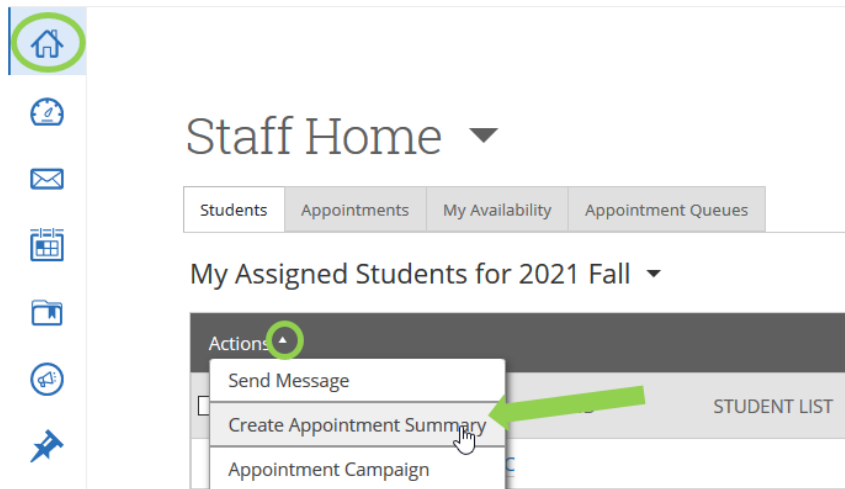 Staff Home
Students Appointments My Availability Appointment Queues
My Assigned Students for 2021 Fall
Actions
Send Message
Create Appointment Summary
STUDENT LIST
Appointment Campaign